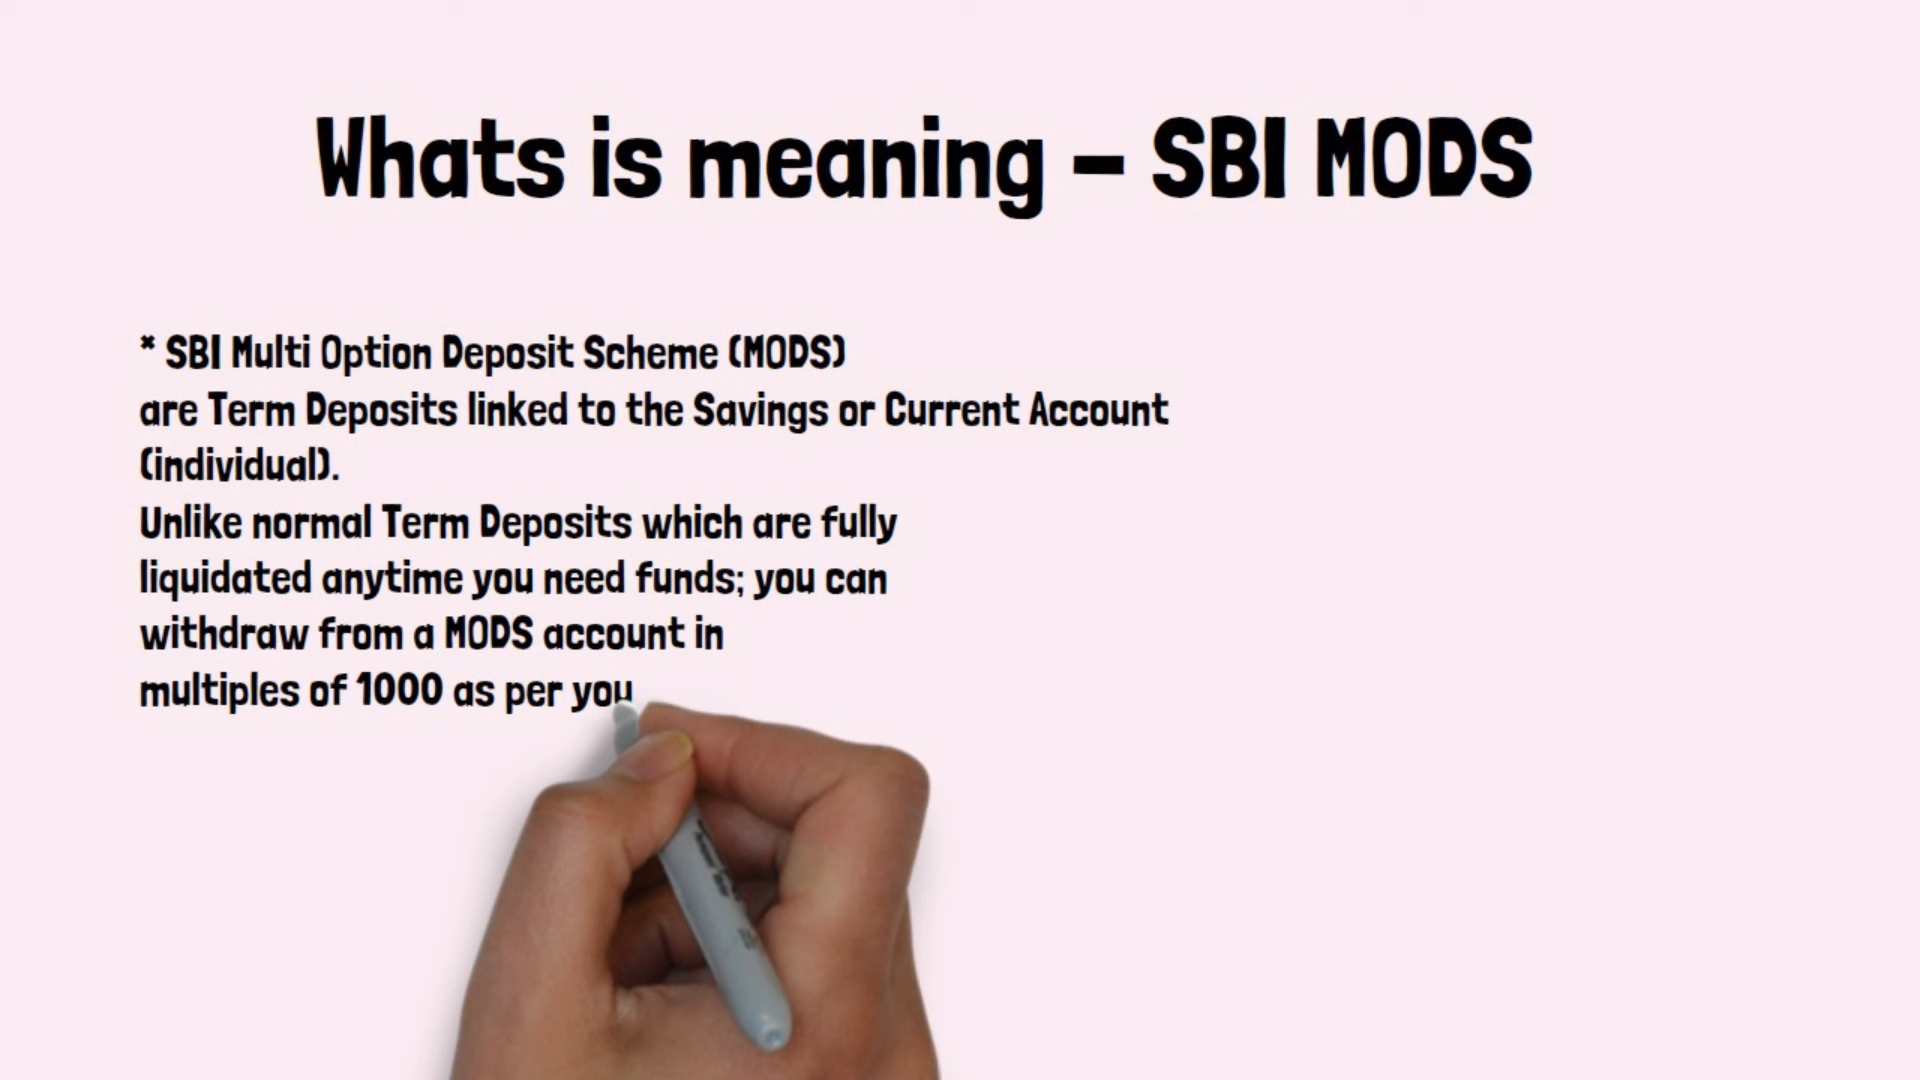 Whats is meaning - SBI MODS
* SBI Multi Option Deposit Scheme (MODS)
are Term Deposits linked to the Savings or Current Account
(individual).
Unlike normal Term Deposits which are fully
liquidated anytime you need funds; you can
withdraw from a MODS account in
multiples of 1000 as per you